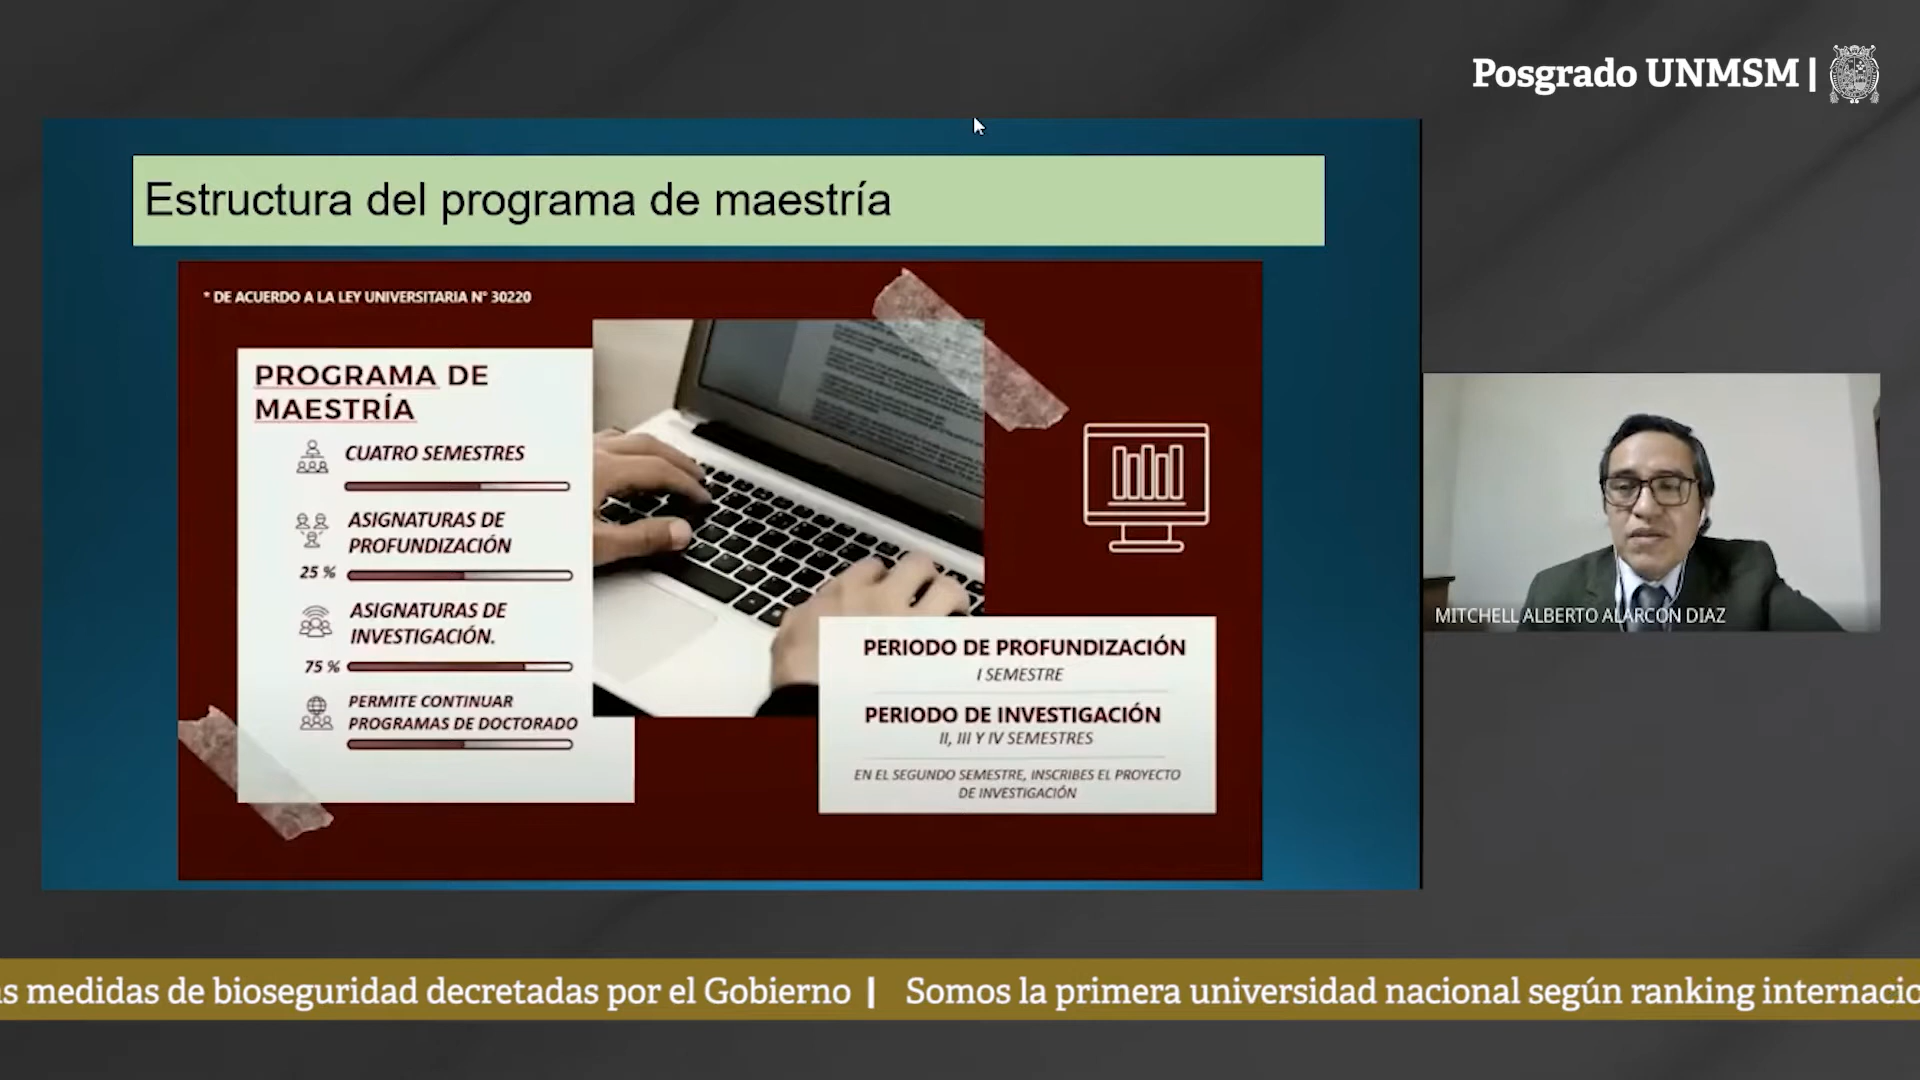 Posgrado UNMSM |
Estructura del programa de maestría
* DE ACUERDO A LA LEY UNIVERSITARIA N° 30220
PROGRAMA DE
MAESTRÍA
CUATRO SEMESTRES
ASIGNATURAS DE
PROFUNDIZACIÓN
25 %
ASIGNATURAS DE
INVESTIGACIÓN.
75 %
PERMITE CONTINUAR
PROGRAMAS DE DOCTORADO
PERIODO DE PROFUNDIZACIÓN
I SEMESTRE
PERIODO DE INVESTIGACIÓN
II, III Y IV SEMESTRES
EN EL SEGUNDO SEMESTRE, INSCRIBES EL PROYECTO
DE INVESTIGACIÓN
MITCHELL ALBERTO ALARCON DIAZ
s medidas de bioseguridad decretadas por el Gobierno | Somos la primera universidad nacional según ranking internacio